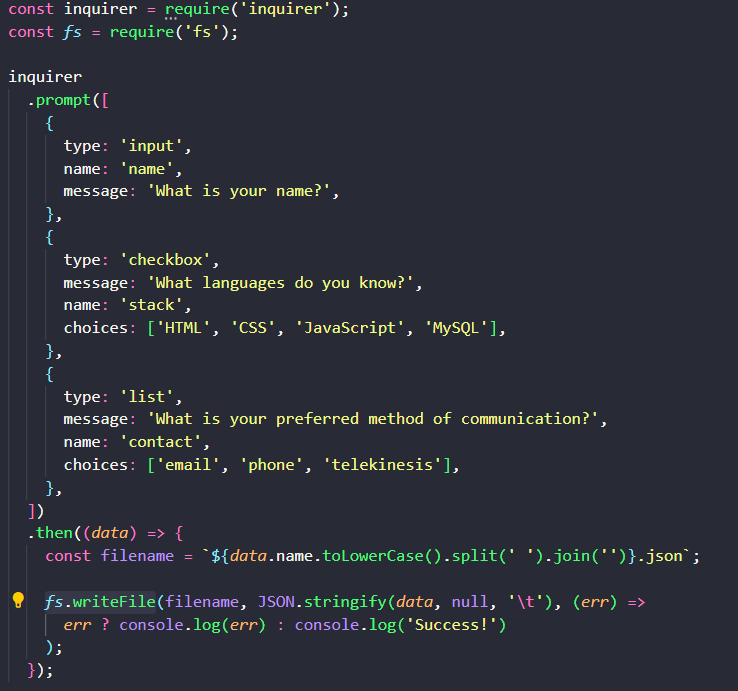 const inquirer = require('inquirer');
const fs = require('fs');

inquirer
  .prompt([
    {
      type: 'input',
      name: 'name',
      message: 'What is your name?',
    },
    {
      type: 'checkbox',
      message: 'What languages do you know?',
      name: 'stack',
      choices: ['HTML', 'CSS', 'JavaScript', 'MySQL'],
    },
    {
      type: 'list',
      message: 'What is your preferred method of communication?',
      name: 'contact',
      choices: ['email', 'phone', 'telekinesis'],
    },
  ])
  .then((data) => {
    const filename = `${data.name.toLowerCase().split(' ').join('')}.json`;

    fs.writeFile(filename, JSON.stringify(data, null, '\t'), (err) =>
      err ? console.log(err) : console.log('Success!')
    );
  });